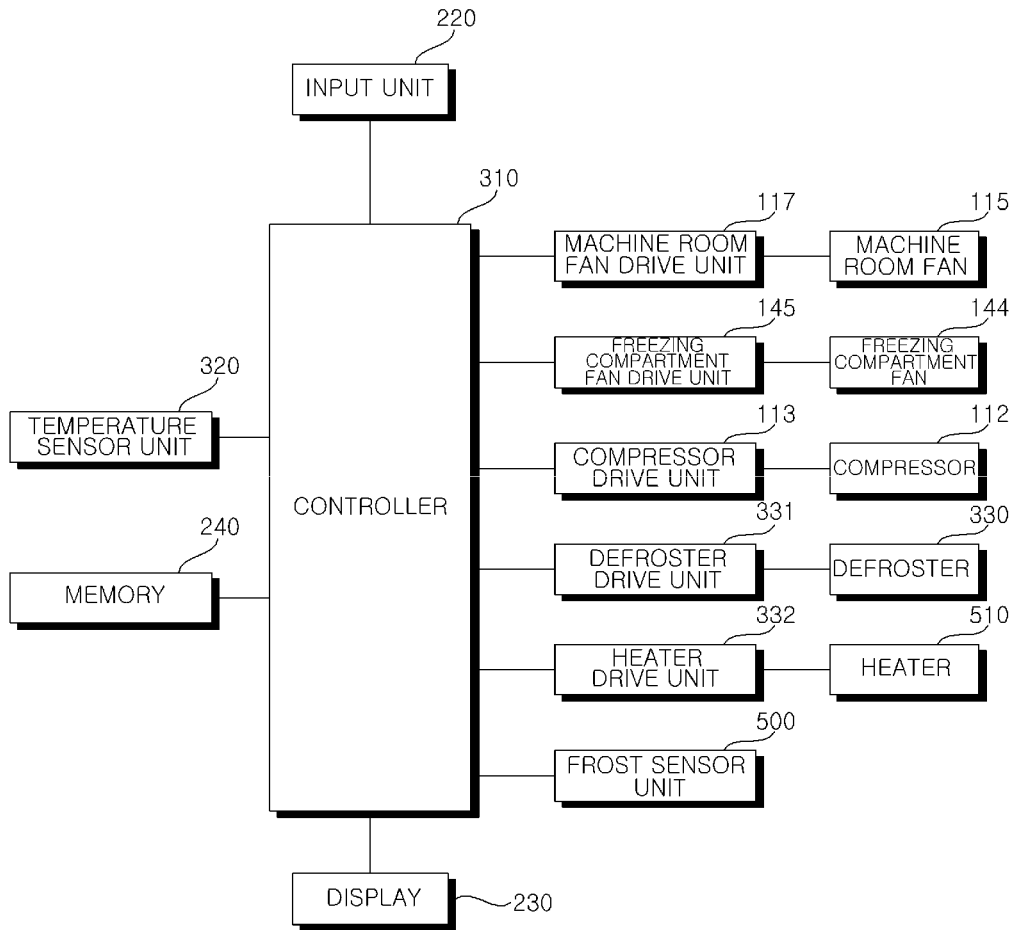 220
INPUT UNIT
310
117
115
MACHINE ROOM
FAN DRIVE UNIT
MACHINE
ROOM FAN
145
144
FREEZING
COMPARTMENT
FAN DRIVE UNIT
FREEZING
COMPARTMENT
FAN
320
TEMPERATURE
SENSOR UNIT
113
112
COMPRESSOR
DRIVE UNIT
COMPRESSOR
CONTROLLER
240
MEMORY
331
330
DEFROSTER
DRIVE UNIT
DEFROSTER
332
510
HEATER
DRIVE UNIT
HEATER
500
FROST SENSOR
UNIT
DISPLAY
230